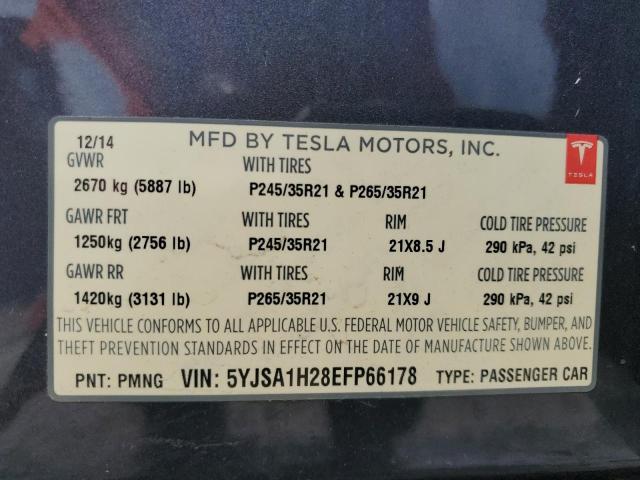 12/14 MFD BY TESLA MOTORS, INC.
TESLA
GVWR WITH TIRES
2670 kg (5887 lb) P245/35R21 & P265/35R21
GAWR FRT WITH TIRES RIM COLD TIRE PRESSURE
1250kg (2756 lb) P245/35R21 21X8.5 J 290 kPa, 42 psi
GAWR RR WITH TIRES RIM COLD TIRE PRESSURE
1420kg (3131 lb) P265/35R21 21X9 J 290 kPa, 42 psi
THIS VEHICLE CONFORMS TO ALL APPLICABLE U.S. FEDERAL MOTOR VEHICLE SAFETY, BUMPER, AND
THEFT PREVENTION STANDARDS IN EFFECT ON THE DATE OF MANUFACTURE SHOWN ABOVE.
PNT: PMNG VIN: 5YJSA1H28EFP66178 TYPE: PASSENGER CAR